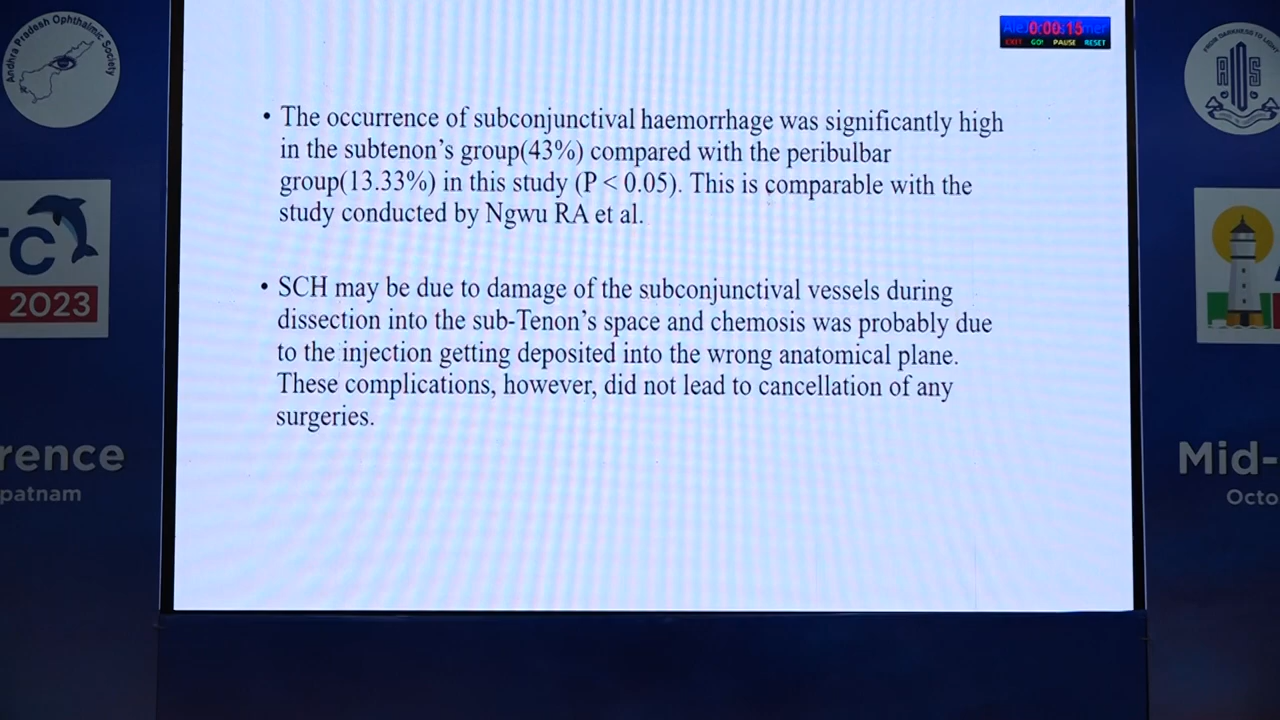 Andhra Pradesh Ophthalmic Society
0:00:15
EXIT GO! PAUSE RESET
FROM DARKNESS TO LIGHT
• The occurrence of subconjunctival haemorrhage was significantly high
in the subtenon's group(43%) compared with the peribulbar
group(13.33%) in this study (P < 0.05). This is comparable with the
study conducted by Ngwu RA et al.
• SCH may be due to damage of the subconjunctival vessels during
dissection into the sub-Tenon's space and chemosis was probably due
to the injection getting deposited into the wrong anatomical plane.
These complications, however, did not lead to cancellation of any
surgeries.
TC
2023
rence
patnam
Mid-
Octo